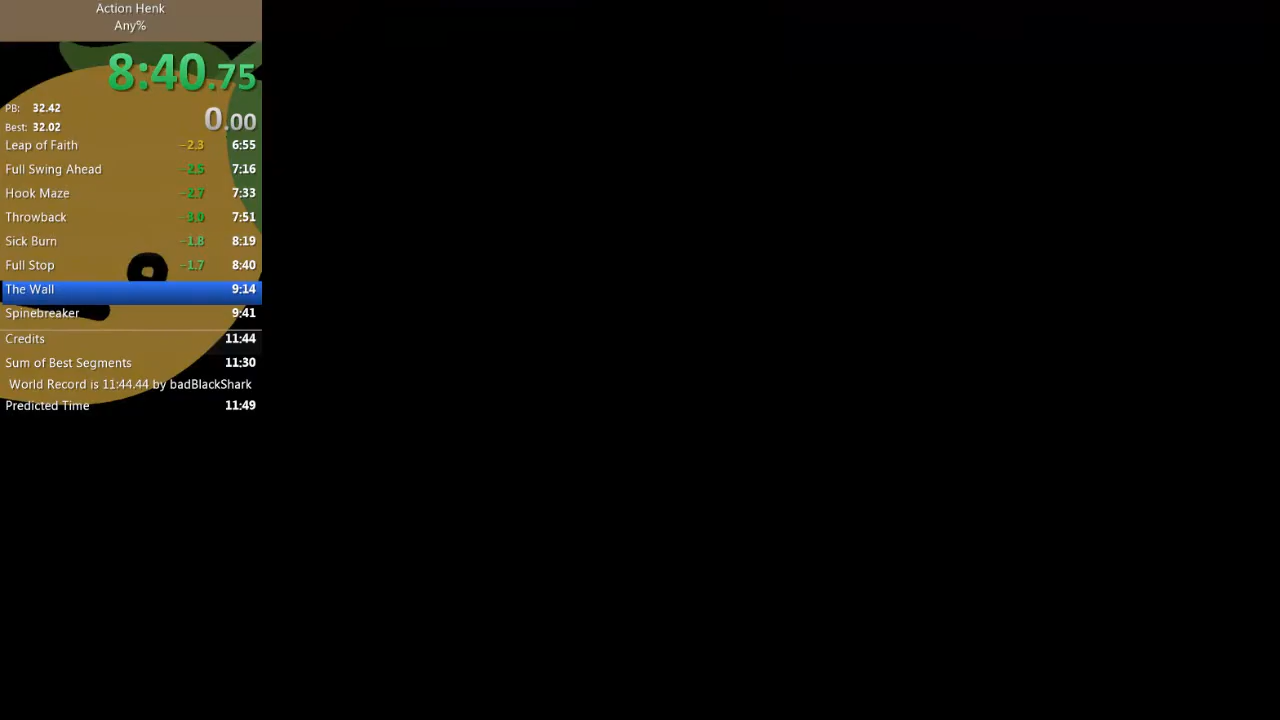 Action Henk
Any%
8:40.75
PB: 32.42
0.00
Best: 32.02
Leap of Faith −2.3 6:55
Full Swing Ahead −2.5 7:16
Hook Maze −2.7 7:33
Throwback −3.0 7:51
Sick Burn −1.8 8:19
Full Stop −1.7 8:40
The Wall 9:14
Spinebreaker 9:41
Credits 11:44
Sum of Best Segments 11:30
World Record is 11:44.44 by badBlackShark
Predicted Time 11:49